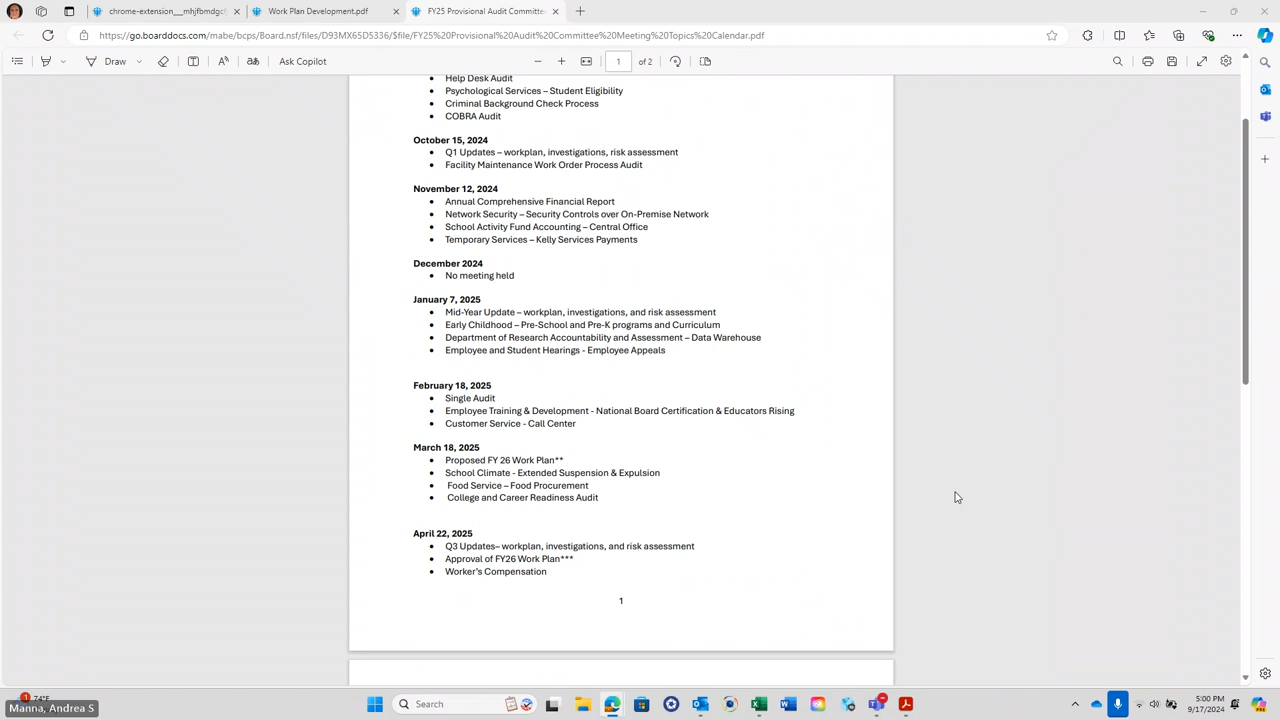 chrome-extension___mhjfbmdgcf
Work Plan Development.pdf
FY25 Provisional Audit Committe
https://go.boarddocs.com/mabe/bcps/Board.nsf/files/D93MX65D5336/$file/FY25%20Provisional%20Audit%20Committee%20Meeting%20Topics%20Calendar.pdf
Draw
Ask Copilot
1 of 2
Help Desk Audit
Psychological Services – Student Eligibility
Criminal Background Check Process
COBRA Audit
October 15, 2024
Q1 Updates – workplan, investigations, risk assessment
Facility Maintenance Work Order Process Audit
November 12, 2024
Annual Comprehensive Financial Report
Network Security – Security Controls over On-Premise Network
School Activity Fund Accounting – Central Office
Temporary Services – Kelly Services Payments
December 2024
No meeting held
January 7, 2025
Mid-Year Update – workplan, investigations, and risk assessment
Early Childhood – Pre-School and Pre-K programs and Curriculum
Department of Research Accountability and Assessment – Data Warehouse
Employee and Student Hearings - Employee Appeals
February 18, 2025
Single Audit
Employee Training & Development - National Board Certification & Educators Rising
Customer Service - Call Center
March 18, 2025
Proposed FY 26 Work Plan**
School Climate - Extended Suspension & Expulsion
Food Service – Food Procurement
College and Career Readiness Audit
April 22, 2025
Q3 Updates– workplan, investigations, and risk assessment
Approval of FY26 Work Plan***
Worker's Compensation
1
1 74°F
Manna, Andrea S
Search
5:00 PM
9/17/2024